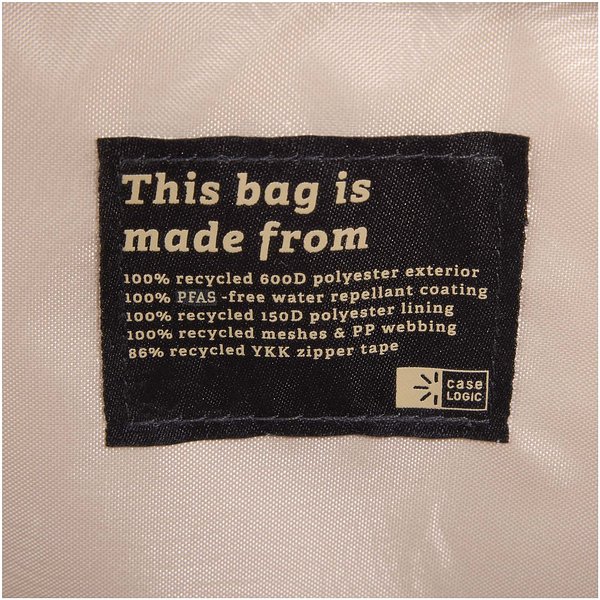 This bag is
made from
100% recycled 600D polyester exterior
100% PFAS -free water repellant coating
100% recycled 150D polyester lining
100% recycled meshes & PP webbing
86% recycled YKK zipper tape
case
LOGIC